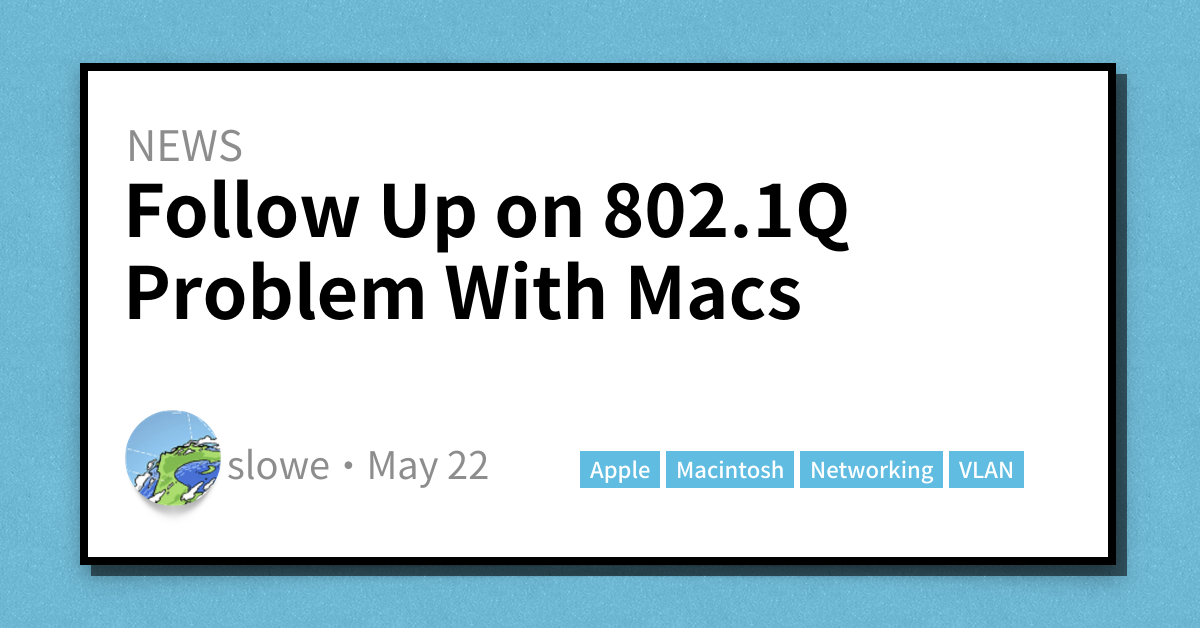 NEWS
Follow Up on 802.1Q
Problem With Macs
slowe • May 22
Apple Macintosh Networking VLAN